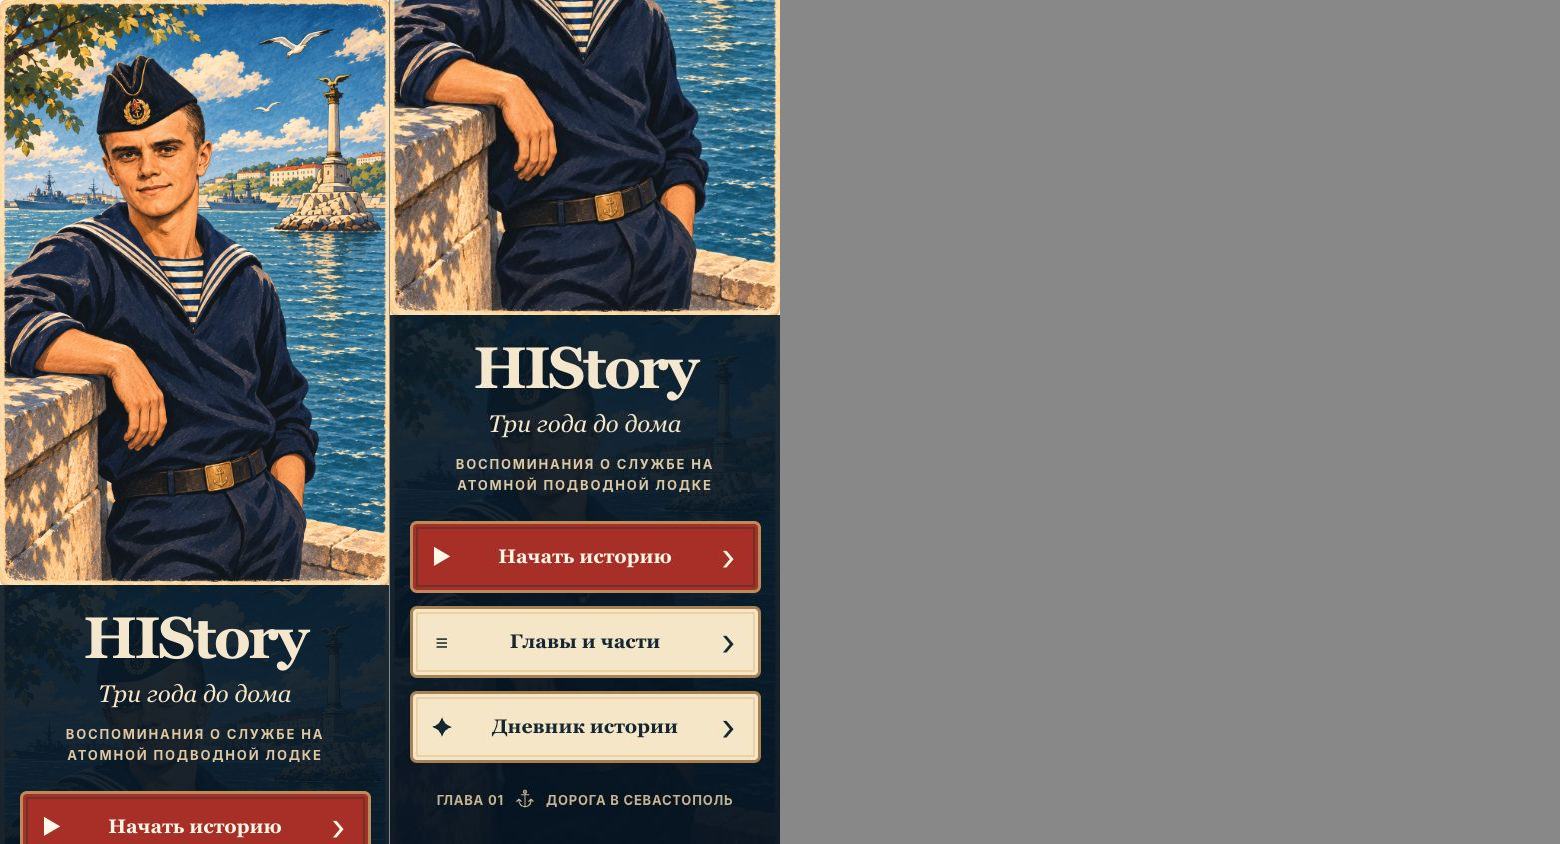 HIStory
Три года до дома
ВОСПОМИНАНИЯ О СЛУЖБЕ НА
АТОМНОЙ ПОДВОДНОЙ ЛОДКЕ
Начать историю
HIStory
Три года до дома
ВОСПОМИНАНИЯ О СЛУЖБЕ НА
АТОМНОЙ ПОДВОДНОЙ ЛОДКЕ
Начать историю
Главы и части
Дневник истории
ГЛАВА 01 ⚓ ДОРОГА В СЕВАСТОПОЛЬ